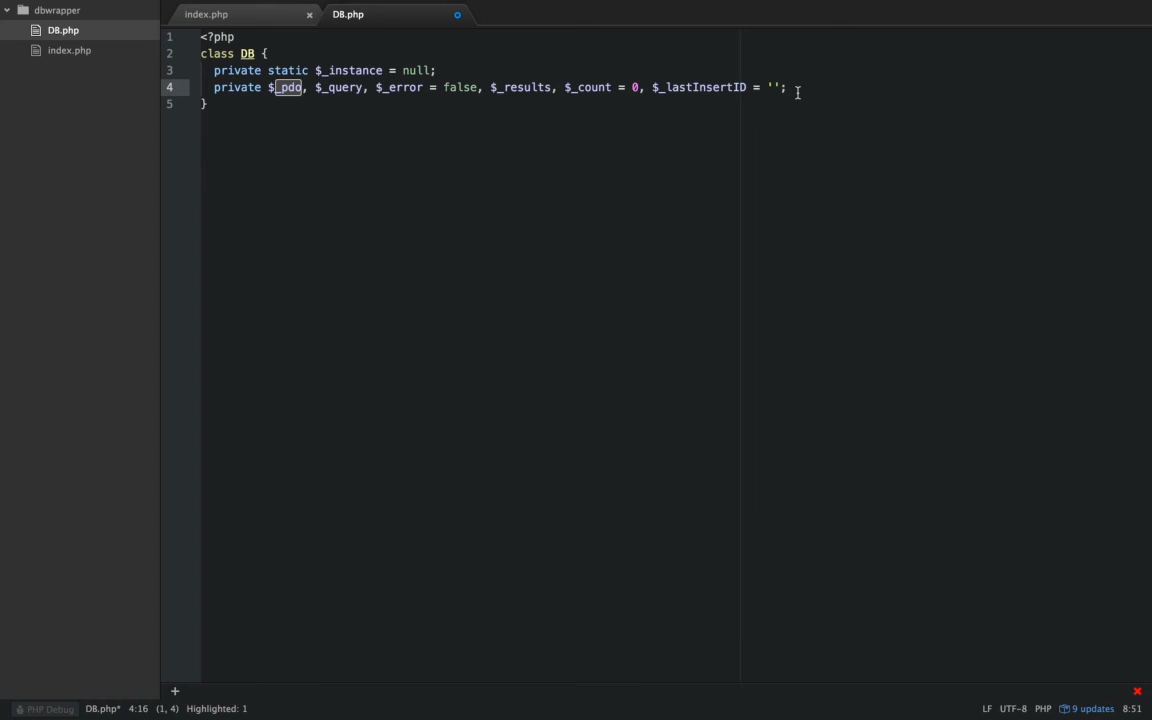 dbwrapper
DB.php
index.php
index.php
DB.php
1 <?php
2 class DB {
3 private static $_instance = null;
4 private $_pdo, $_query, $_error = false, $_results, $_count = 0, $_lastInsertID = '';
5 }
+
PHP Debug DB.php* 4:16 (1, 4) Highlighted: 1 LF UTF-8 PHP 9 updates 8:51